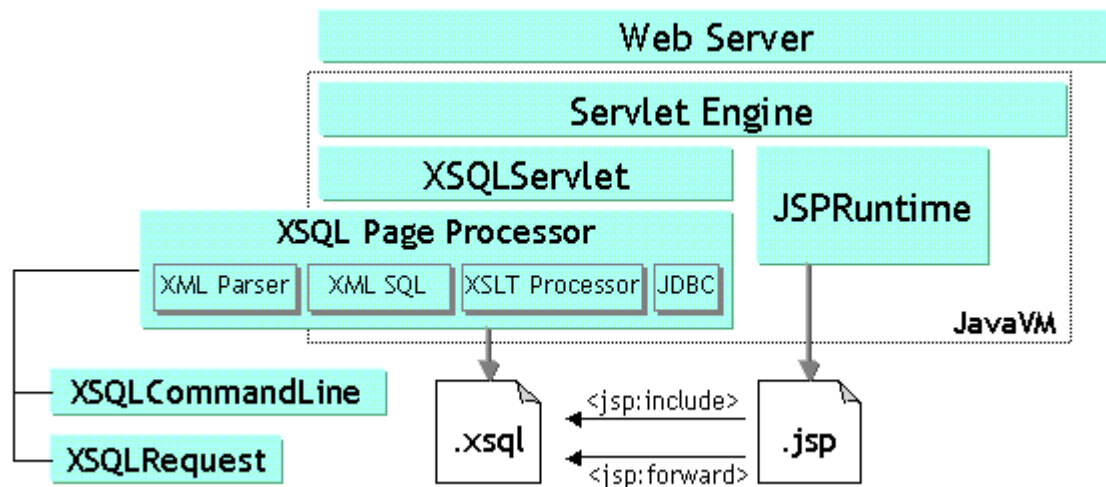 Web Server
Servlet Engine
XSQLServlet
JSPRuntime
XSQL Page Processor
XML Parser
XML SQL
XSLT Processor
JDBC
JavaVM
XSQLCommandLine
XSQLRequest
.xsql
<jsp:include>
<jsp:forward>
.jsp